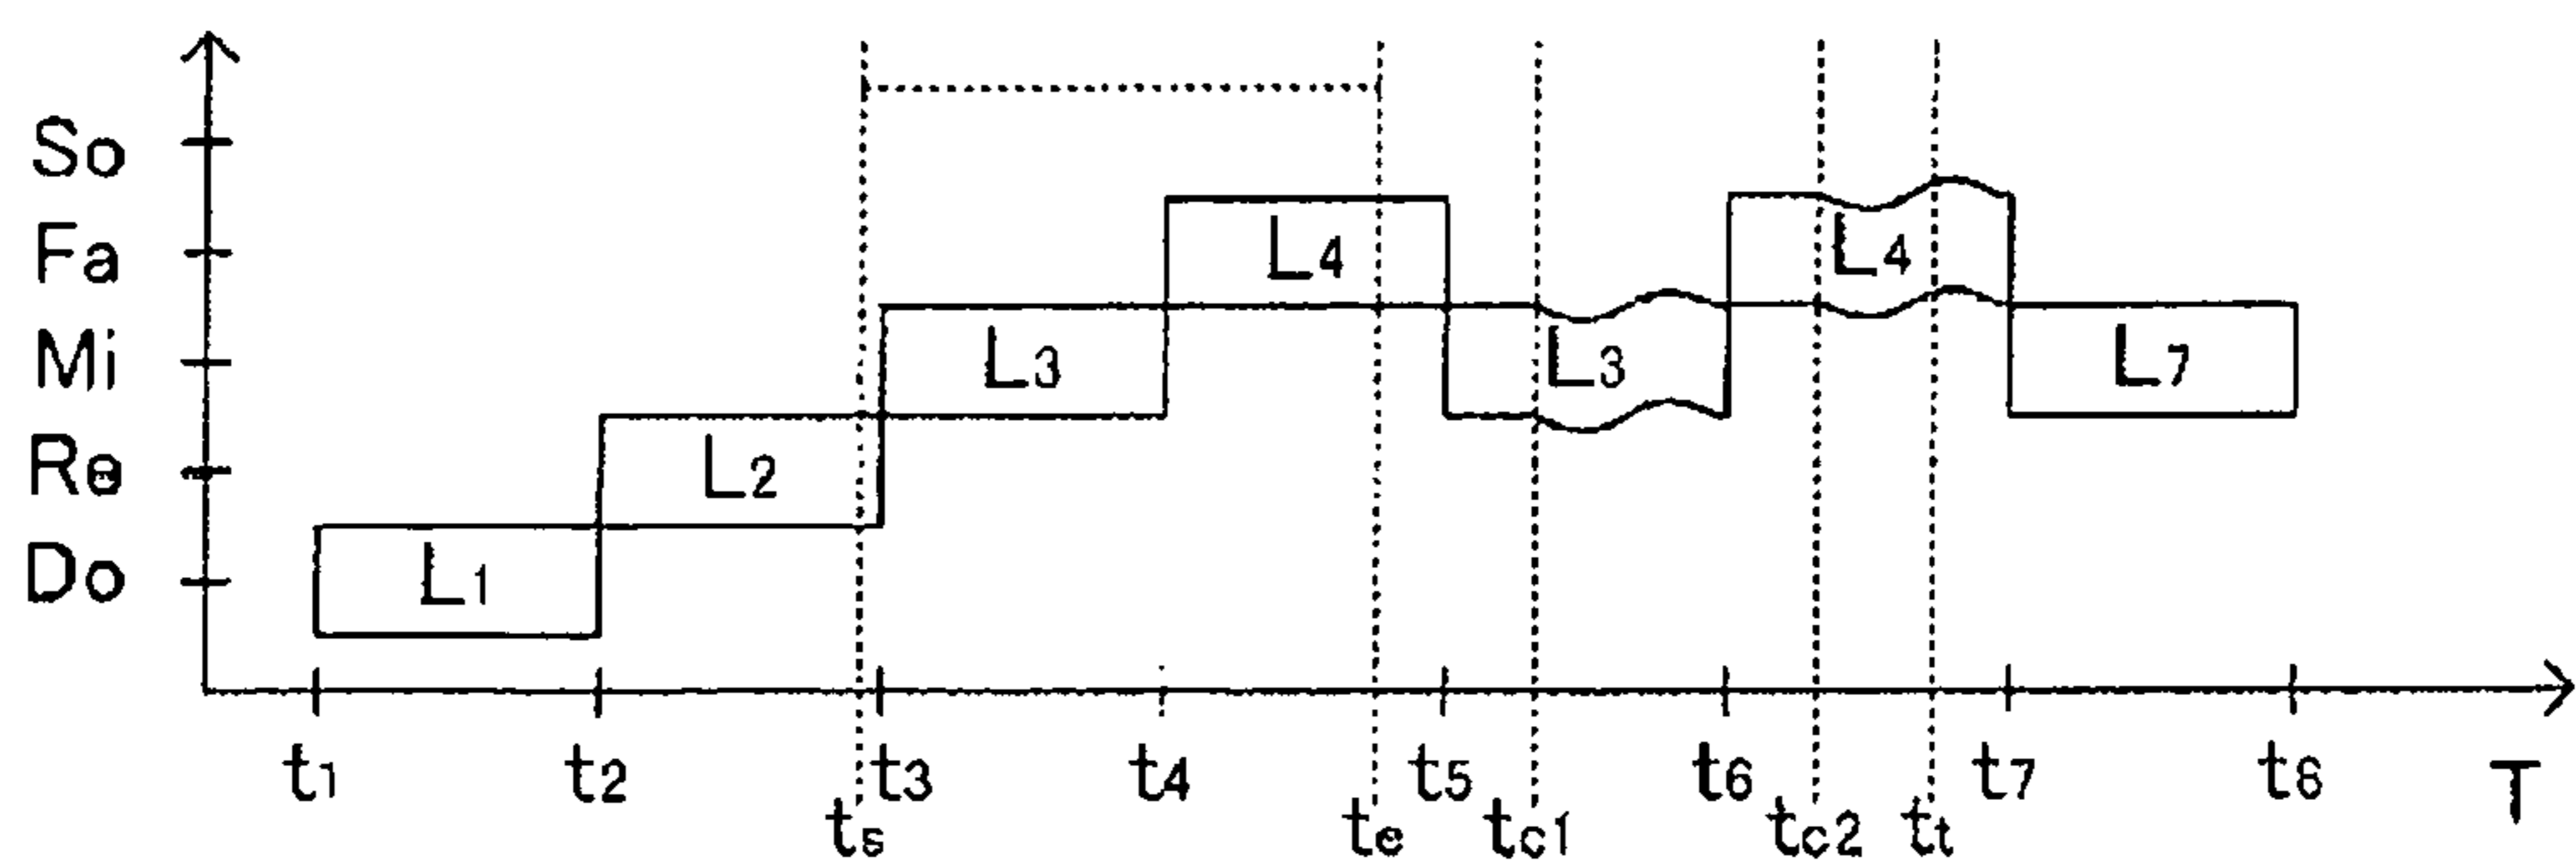 So
Fa L4 L4
Mi L3 L3 L7
Re L2
Do L1
t1 t2 t3 t4 t5 t6 t7 t8 T
ts te tc1 tc2 tt